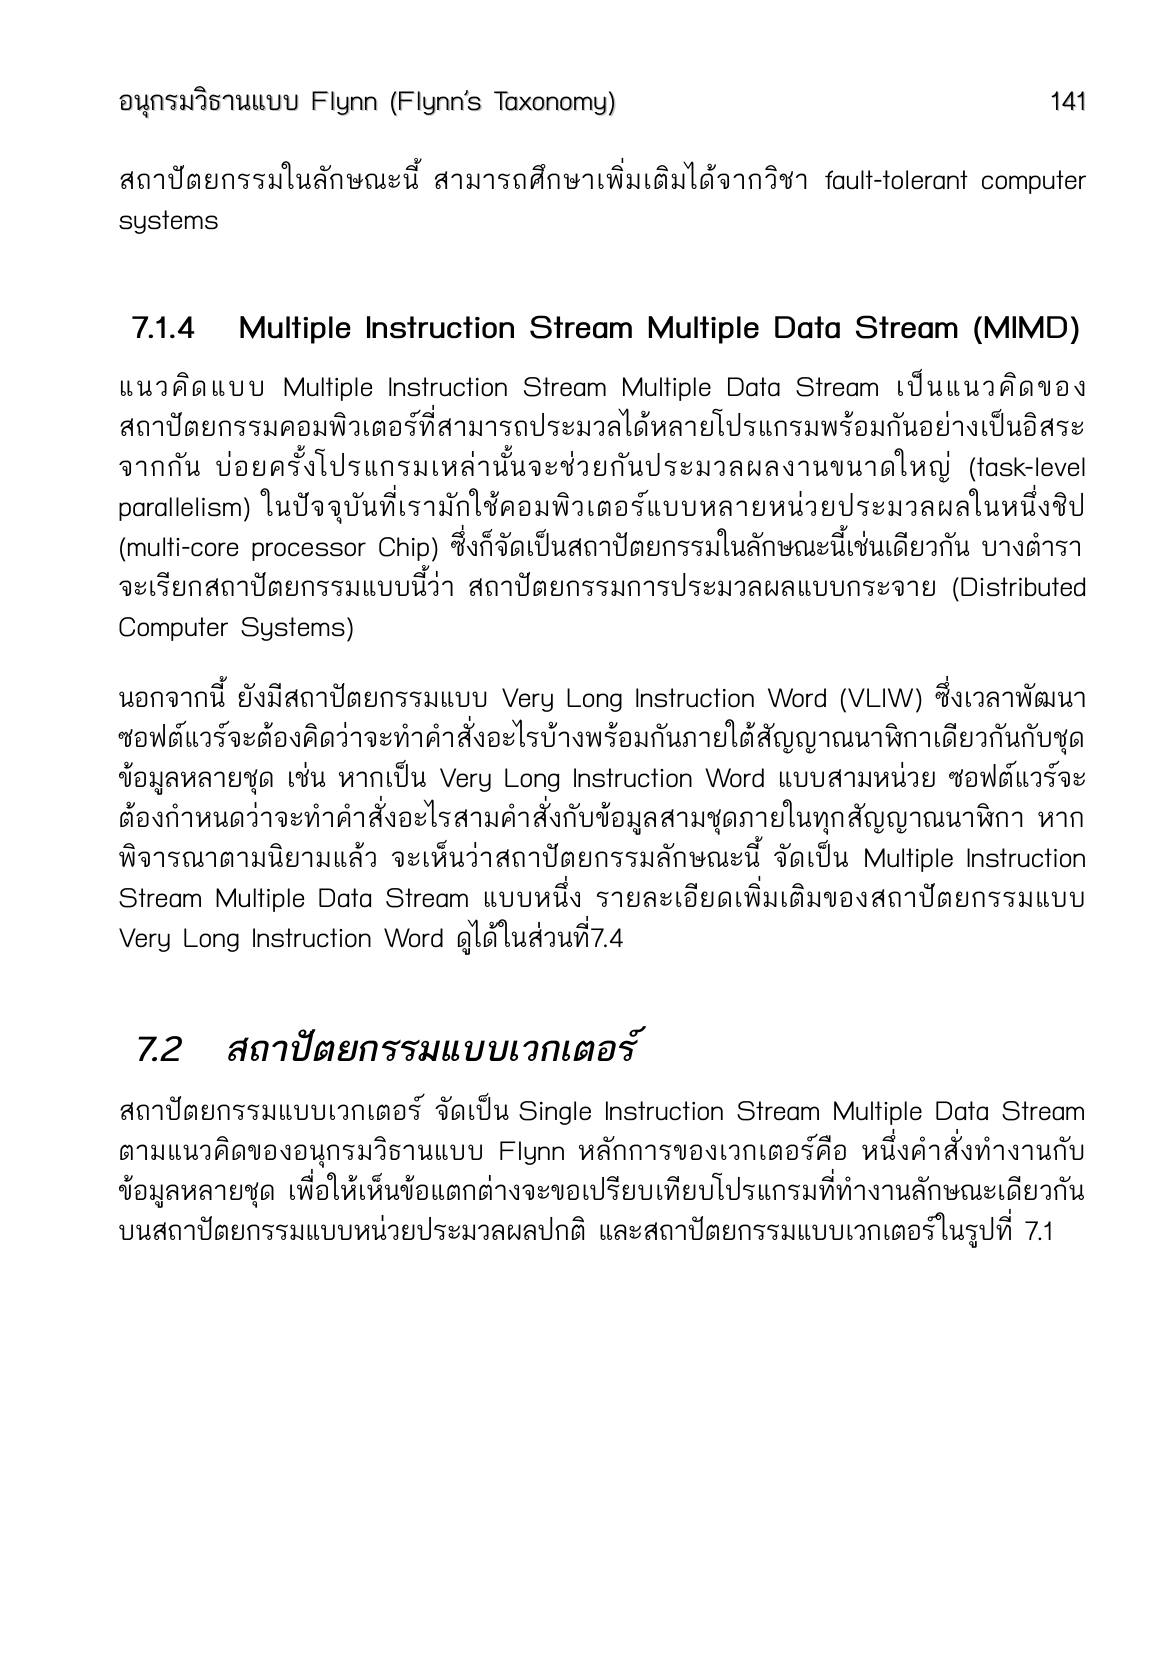 อนุกรมวิธานแบบ Flynn (Flynn's Taxonomy) 141
สถาปัตยกรรมในลักษณะนี้ สามารถศึกษาเพิ่มเติมได้จากวิชา fault-tolerant computer
systems
7.1.4 Multiple Instruction Stream Multiple Data Stream (MIMD)
แนวคิดแบบ Multiple Instruction Stream Multiple Data Stream เป็นแนวคิดของ
สถาปัตยกรรมคอมพิวเตอร์ที่สามารถประมวลได้หลายโปรแกรมพร้อมกันอย่างเป็นอิสระ
จากกัน บ่อยครั้งโปรแกรมเหล่านั้นจะช่วยกันประมวลผลงานขนาดใหญ่ (task-level
parallelism) ในปัจจุบันที่เรามักใช้คอมพิวเตอร์แบบหลายหน่วยประมวลผลในหนึ่งชิป
(multi-core processor Chip) ซึ่งก็จัดเป็นสถาปัตยกรรมในลักษณะนี้เช่นเดียวกัน บางตำรา
จะเรียกสถาปัตยกรรมแบบนี้ว่า สถาปัตยกรรมการประมวลผลแบบกระจาย (Distributed
Computer Systems)
นอกจากนี้ ยังมีสถาปัตยกรรมแบบ Very Long Instruction Word (VLIW) ซึ่งเวลาพัฒนา
ซอฟต์แวร์จะต้องคิดว่าจะทำคำสั่งอะไรบ้างพร้อมกันภายใต้สัญญาณนาฬิกาเดียวกันกับชุด
ข้อมูลหลายชุด เช่น หากเป็น Very Long Instruction Word แบบสามหน่วย ซอฟต์แวร์จะ
ต้องกำหนดว่าจะทำคำสั่งอะไรสามคำสั่งกับข้อมูลสามชุดภายในทุกสัญญาณนาฬิกา หาก
พิจารณาตามนิยามแล้ว จะเห็นว่าสถาปัตยกรรมลักษณะนี้ จัดเป็น Multiple Instruction
Stream Multiple Data Stream แบบหนึ่ง รายละเอียดเพิ่มเติมของสถาปัตยกรรมแบบ
Very Long Instruction Word ดูได้ในส่วนที่7.4
7.2 สถาปัตยกรรมแบบเวกเตอร์
สถาปัตยกรรมแบบเวกเตอร์ จัดเป็น Single Instruction Stream Multiple Data Stream
ตามแนวคิดของอนุกรมวิธานแบบ Flynn หลักการของเวกเตอร์คือ หนึ่งคำสั่งทำงานกับ
ข้อมูลหลายชุด เพื่อให้เห็นข้อแตกต่างจะขอเปรียบเทียบโปรแกรมที่ทำงานลักษณะเดียวกัน
บนสถาปัตยกรรมแบบหน่วยประมวลผลปกติ และสถาปัตยกรรมแบบเวกเตอร์ในรูปที่ 7.1